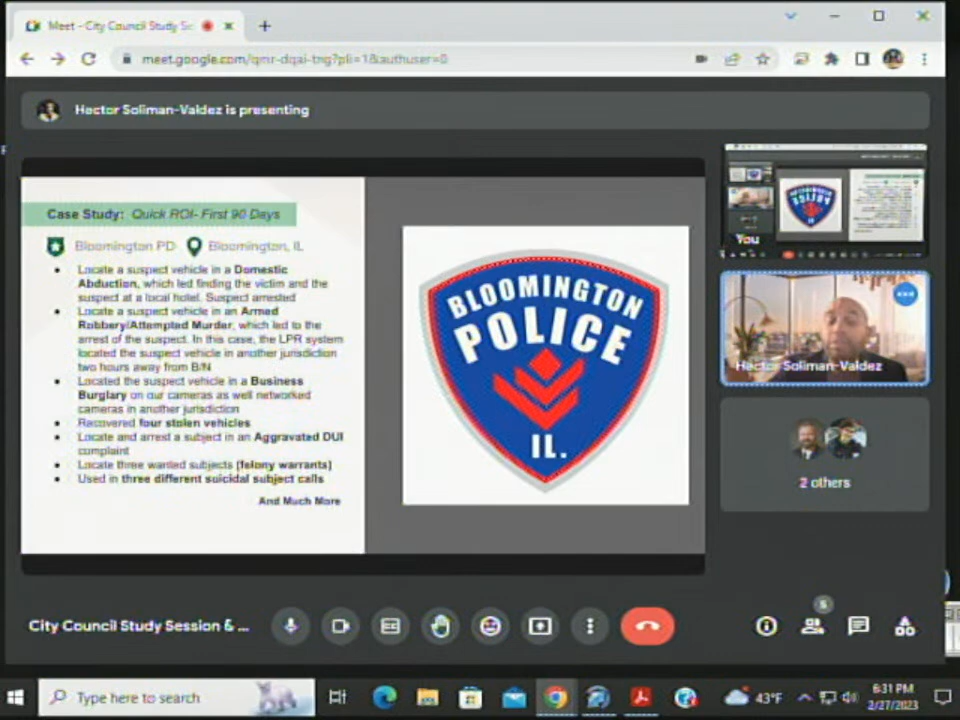 Meet - City Council Study Se
meet.google.com/qmr-dqai-tng?pli=1&authuser=0
Hector Soliman-Valdez is presenting
Case Study: Quick ROI- First 90 Days
Bloomington PD Bloomington, IL
Locate a suspect vehicle in a Domestic
Abduction, which led finding the victim and the
suspect at a local hotel. Suspect arrested
Locate a suspect vehicle in an Armed
Robbery/Attempted Murder, which led to the
arrest of the suspect. In this case, the LPR system
located the suspect vehicle in another jurisdiction
two hours away from B/N
Located the suspect vehicle in a Business
Burglary on our cameras as well networked
cameras in another jurisdiction
Recovered four stolen vehicles
Locate and arrest a subject in an Aggravated DUI
complaint
Locate three wanted subjects (felony warrants)
Used in three different suicidal subject calls
And Much More
BLOOMINGTON
POLICE
IL.
You
Hector Soliman-Valdez
2 others
City Council Study Session & ...
5
Type here to search
43°F
6:31 PM
2/27/2023